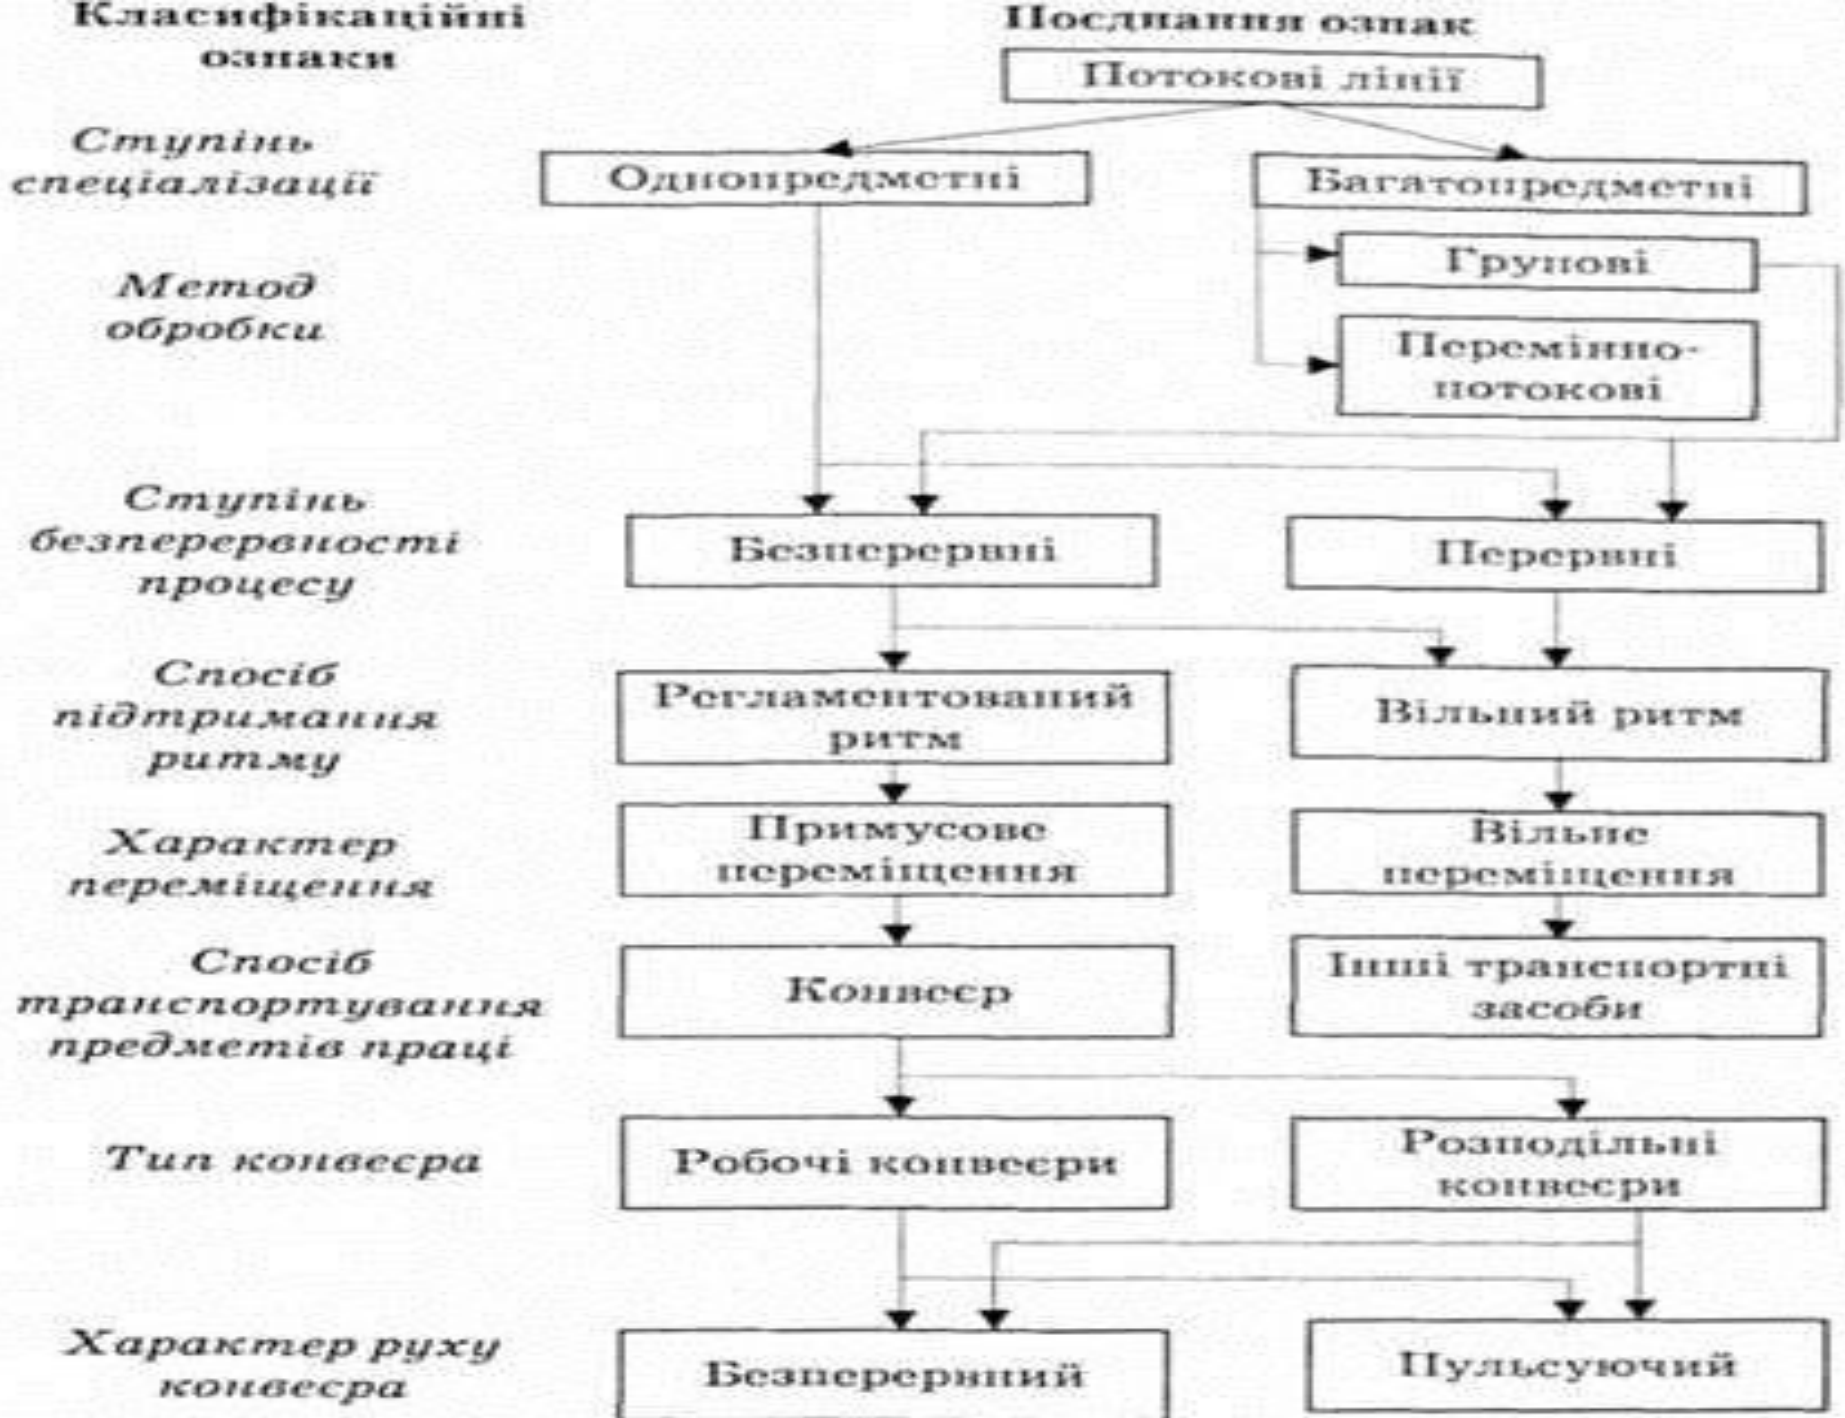 Класифікаційні
ознаки
Поєднання ознак
Потокові лінії
Ступінь
спеціалізації
Однопредметні
Багатопредметні
Метод
обробки
Групові
Перемінно-
потокові
Ступінь
безперервності
процесу
Безперервні
Перервні
Спосіб
підтримання
ритму
Регламентований
ритм
Вільний ритм
Характер
переміщення
Примусове
переміщення
Вільне
переміщення
Спосіб
транспортування
предметів праці
Конвеєр
Інші транспортні
засоби
Тип конвеєра
Робочі конвеєри
Розподільні
конвеєри
Характер руху
конвеєра
Безперервний
Пульсуючий